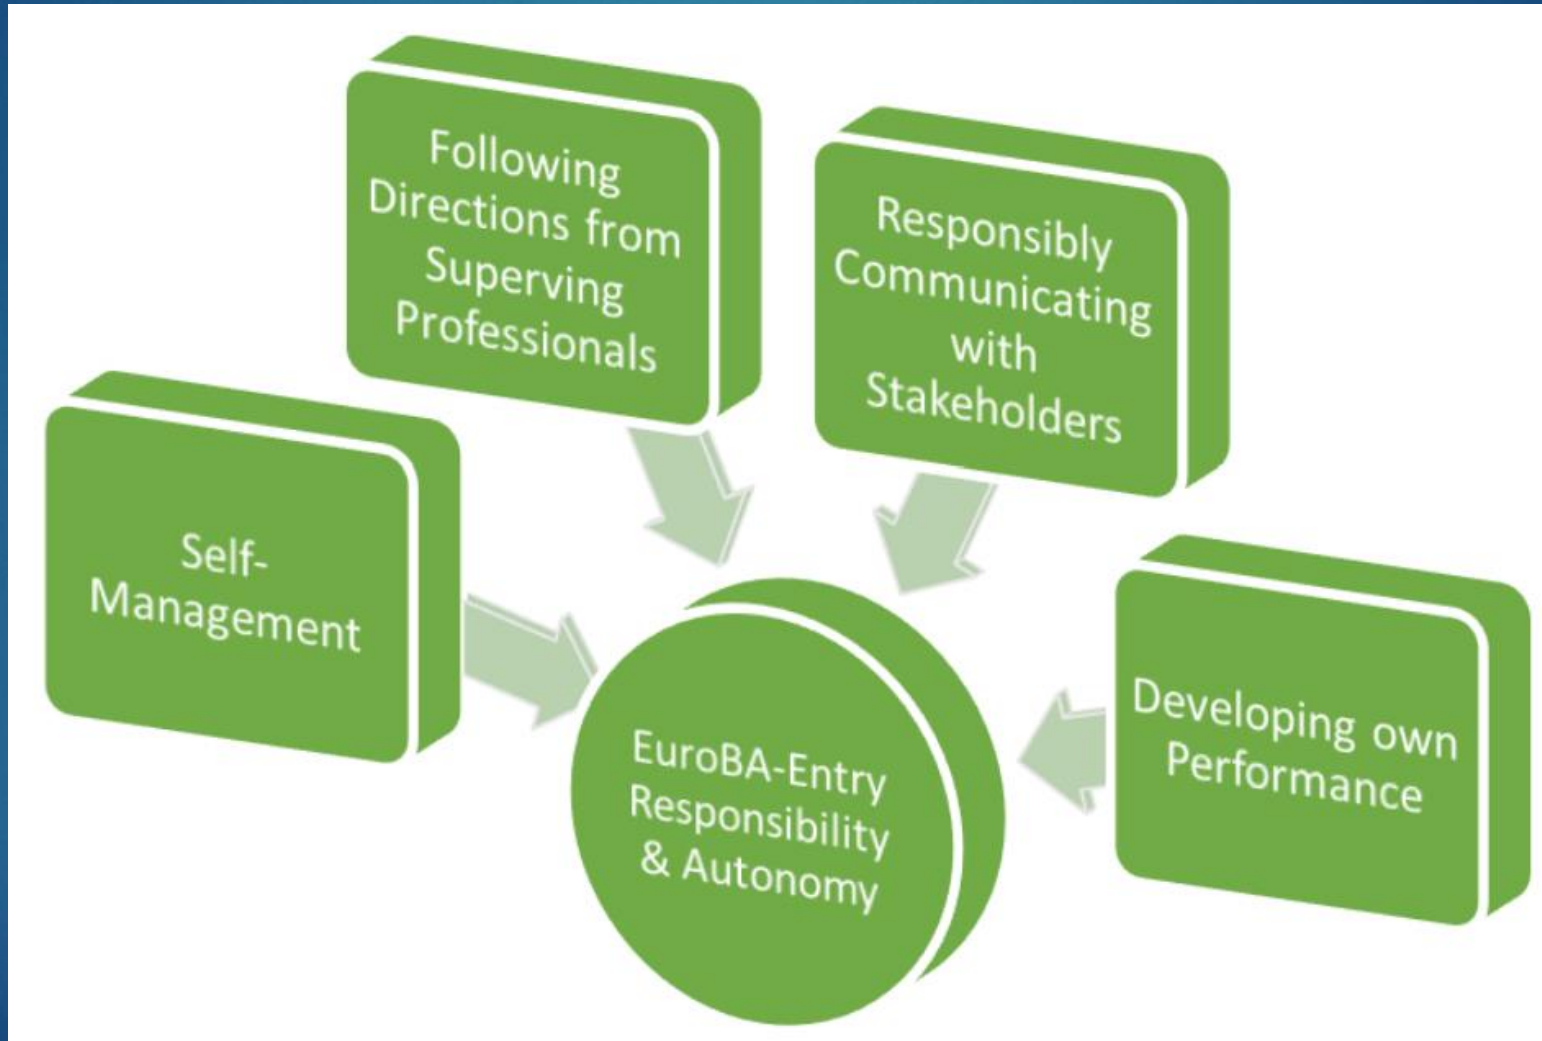 Following
Directions from
Superving
Professionals
Responsibly
Communicating
with
Stakeholders
Self-
Management
Developing own
Performance
EuroBA-Entry
Responsibility
& Autonomy